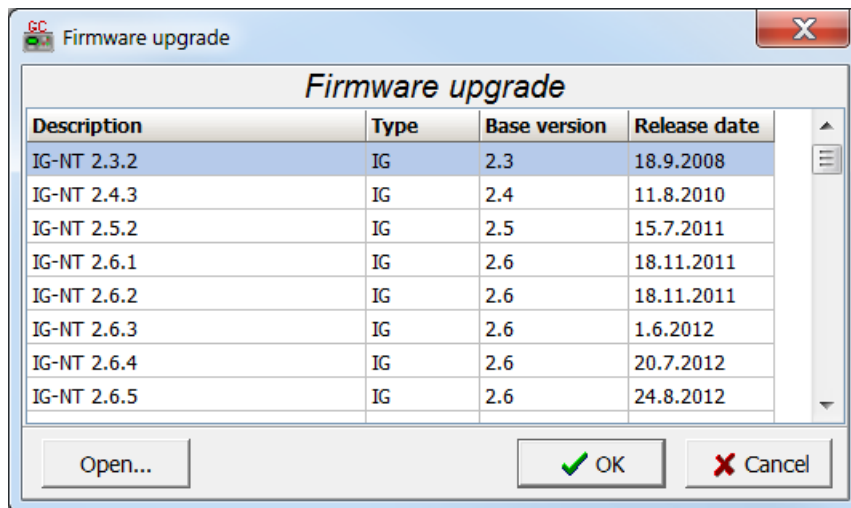 GC
Firmware upgrade
Firmware upgrade
Description Type Base version Release date
IG-NT 2.3.2 IG 2.3 18.9.2008
IG-NT 2.4.3 IG 2.4 11.8.2010
IG-NT 2.5.2 IG 2.5 15.7.2011
IG-NT 2.6.1 IG 2.6 18.11.2011
IG-NT 2.6.2 IG 2.6 18.11.2011
IG-NT 2.6.3 IG 2.6 1.6.2012
IG-NT 2.6.4 IG 2.6 20.7.2012
IG-NT 2.6.5 IG 2.6 24.8.2012
Open... OK Cancel